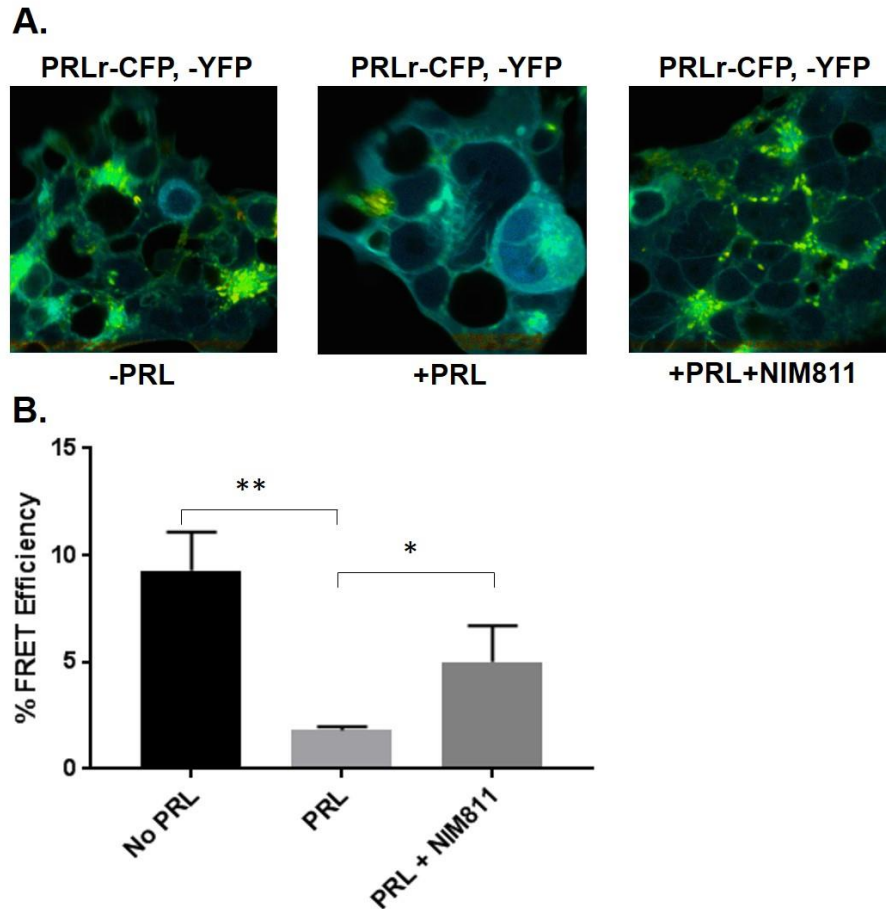 A.
PRLr-CFP, -YFP PRLr-CFP, -YFP PRLr-CFP, -YFP
-PRL +PRL +PRL+NIM811
B.
15
10
5
0
% FRET Efficiency
**
*
No PRL
PRL
PRL + NIM811